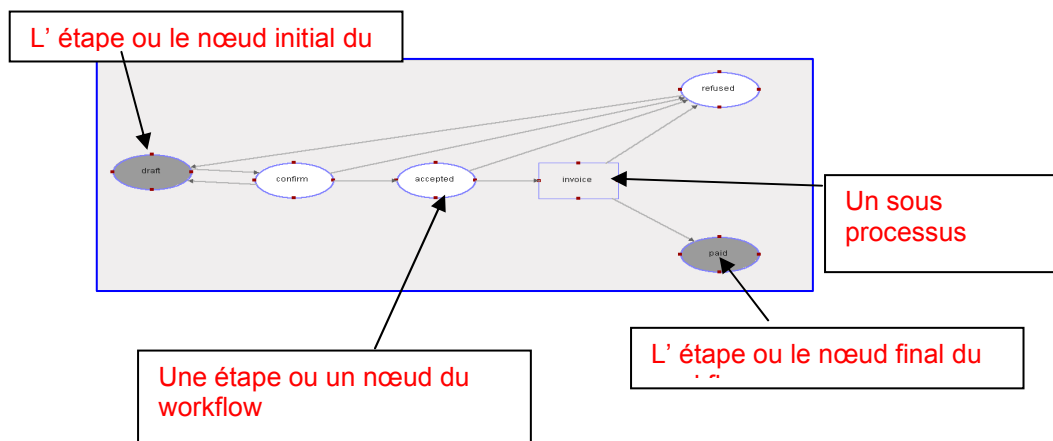 L' étape ou le nœud initial du
refused
draft
confirm
accepted
invoice
Un sous
processus
paid
L' étape ou le nœud final du
Une étape ou un nœud du
workflow